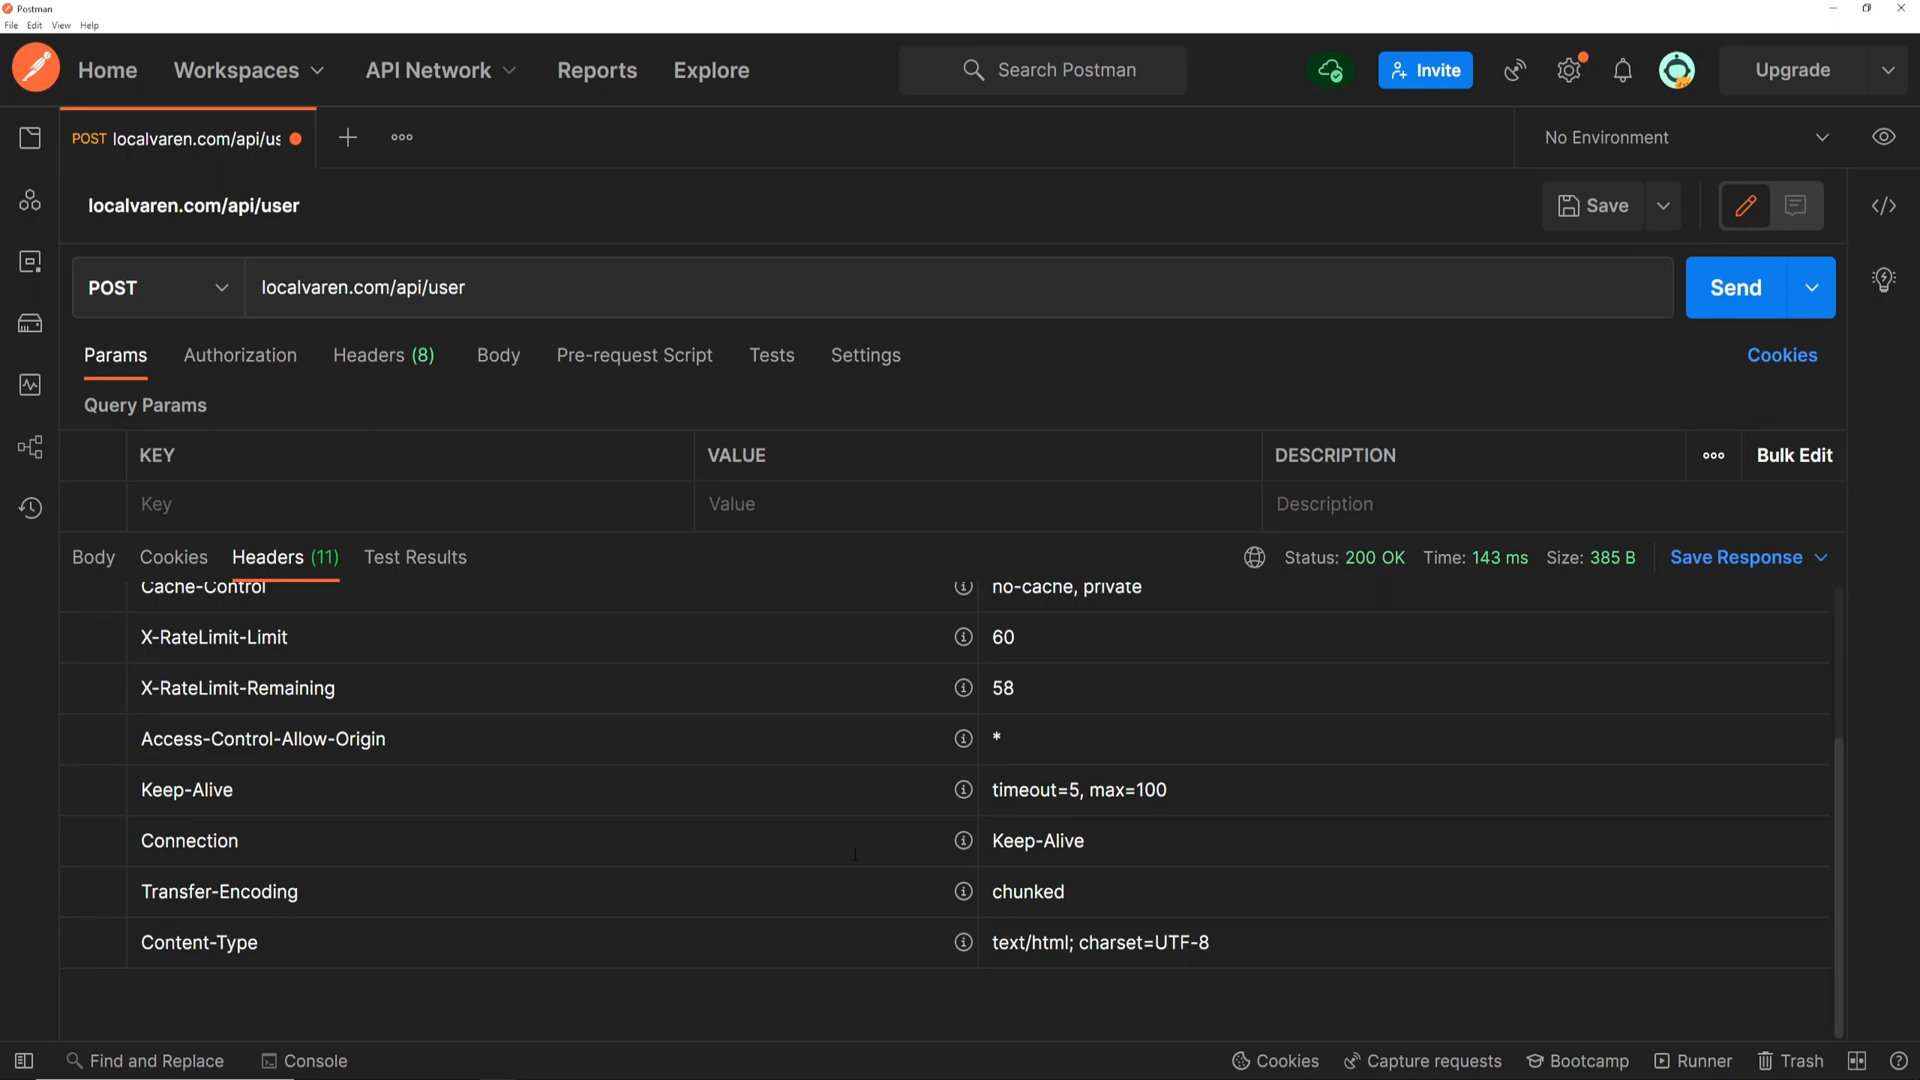 Postman
File Edit View Help
Home Workspaces API Network Reports Explore Search Postman Invite Upgrade
POST localvaren.com/api/us No Environment
localvaren.com/api/user Save
POST localvaren.com/api/user Send
Params Authorization Headers (8) Body Pre-request Script Tests Settings Cookies
Query Params
KEY VALUE DESCRIPTION Bulk Edit
Key Value Description
Body Cookies Headers (11) Test Results Status: 200 OK Time: 143 ms Size: 385 B Save Response
Cache-Control no-cache, private
X-RateLimit-Limit 60
X-RateLimit-Remaining 58
Access-Control-Allow-Origin *
Keep-Alive timeout=5, max=100
Connection Keep-Alive
Transfer-Encoding chunked
Content-Type text/html; charset=UTF-8
Find and Replace Console Cookies Capture requests Bootcamp Runner Trash